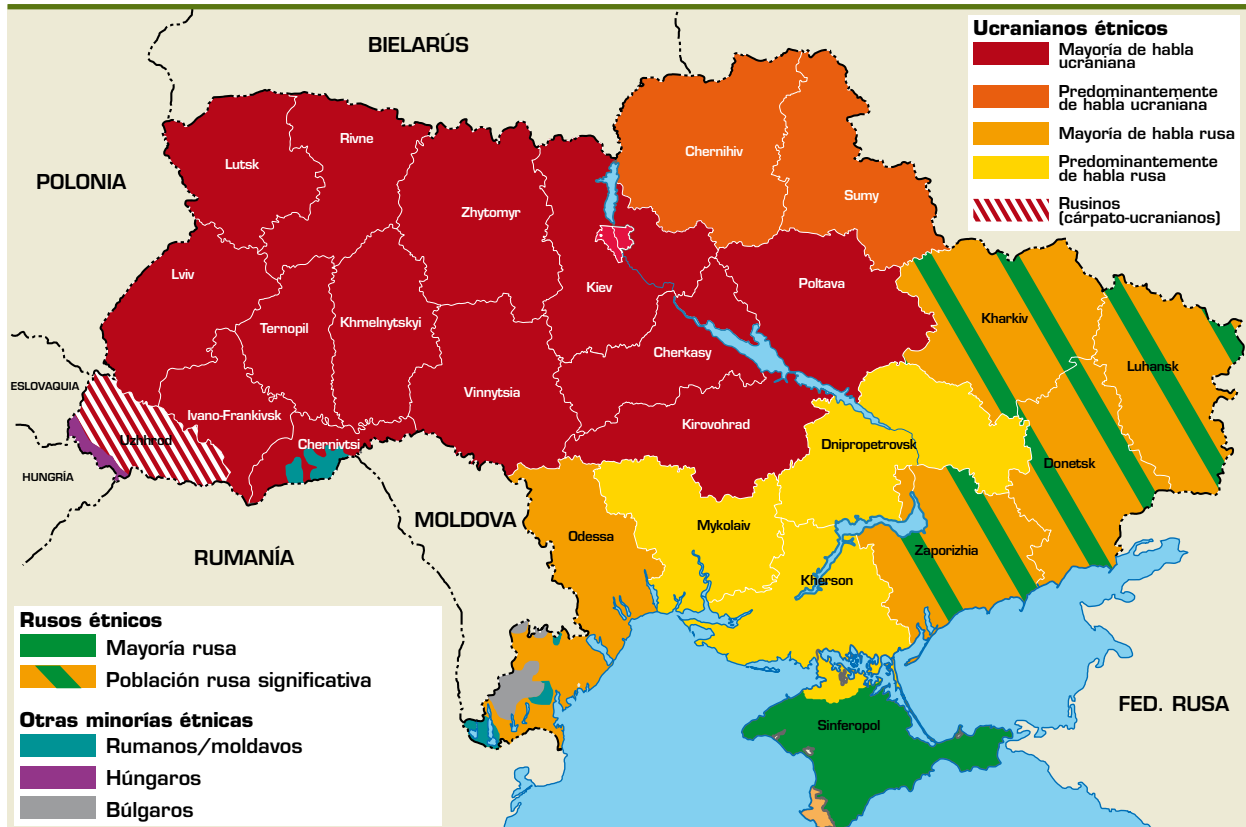 BIELARÚS
POLONIA
ESLOVAQUIA
HUNGRÍA
RUMANÍA
MOLDOVA
FED. RUSA
Lutsk
Rivne
Zhytomyr
Chernihiv
Sumy
Lviv
Ternopil
Khmelnytskyi
Kiev
Poltava
Kharkiv
Luhansk
Cherkasy
Vinnytsia
Ivano-Frankivsk
Uzhhrod
Chernivtsi
Kirovohrad
Dnipropetrovsk
Donetsk
Odessa
Mykolaiv
Zaporizhia
Kherson
Sinferopol
Ucranianos étnicos
Mayoría de habla
ucraniana
Predominantemente
de habla ucraniana
Mayoría de habla rusa
Predominantemente
de habla rusa
Rusinos
(cárpato-ucranianos)
Rusos étnicos
Mayoría rusa
Población rusa significativa
Otras minorías étnicas
Rumanos/moldavos
Húngaros
Búlgaros